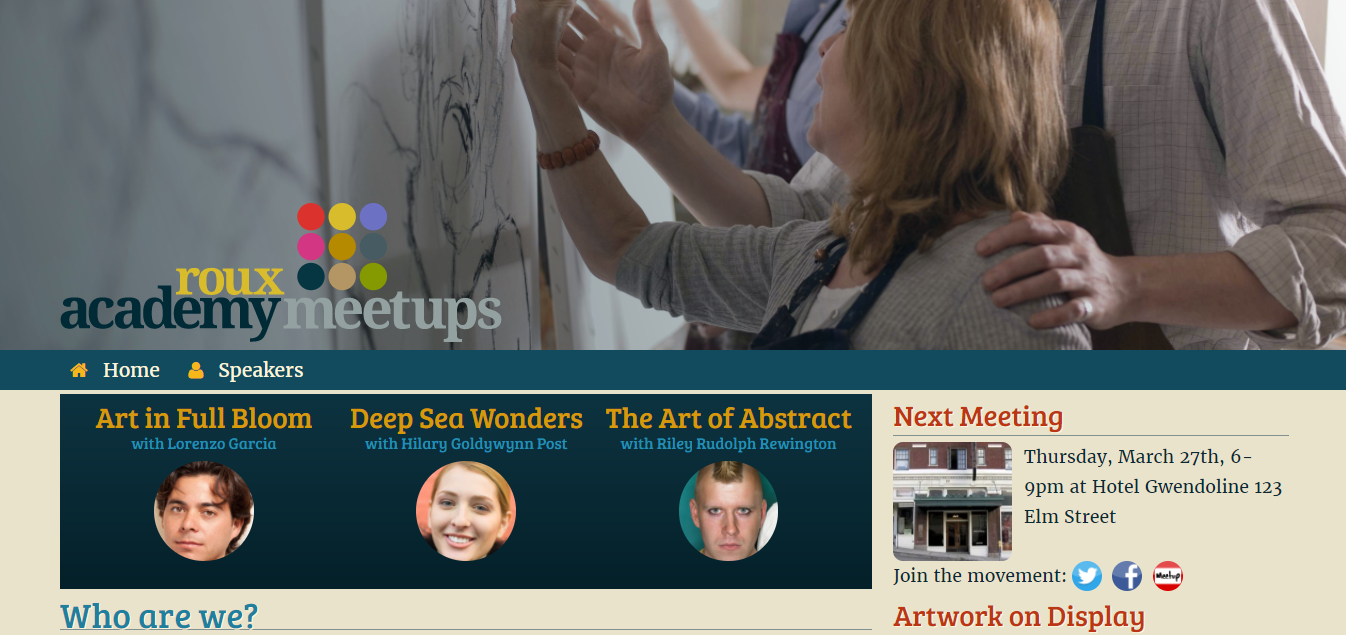 roux
academy meetups
Home
Speakers
Art in Full Bloom
with Lorenzo Garcia
Deep Sea Wonders
with Hilary Goldywynn Post
The Art of Abstract
with Riley Rudolph Rewington
Next Meeting
Thursday, March 27th, 6-
9pm at Hotel Gwendoline 123
Elm Street
Join the movement:
Meetup
Who are we?
Artwork on Display